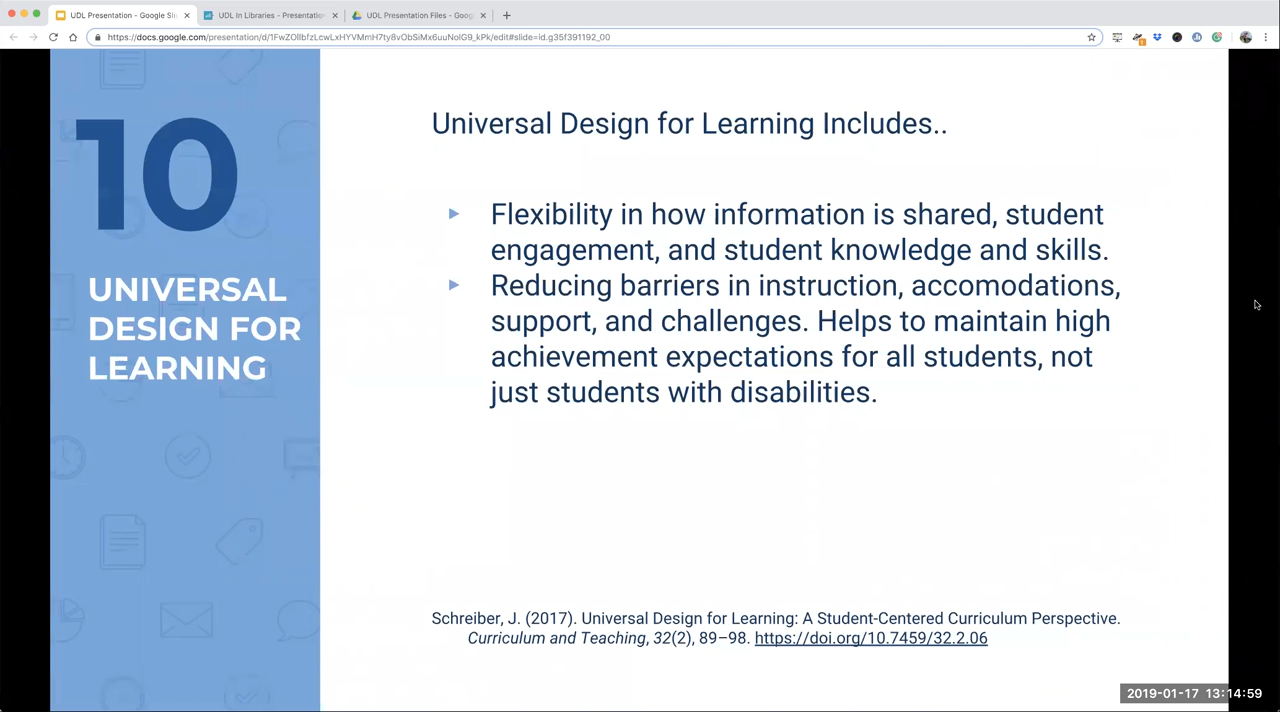 UDL Presentation - Google Sli
UDL In Libraries - Presentation
UDL Presentation Files - Goog
https://docs.google.com/presentation/d/1FwZOllbfzLcwLxHYVMmH7ty8vObSiMx6uuNolG9_kPk/edit#slide=id.g35f391192_00
10
UNIVERSAL
DESIGN FOR
LEARNING
Universal Design for Learning Includes..
Flexibility in how information is shared, student
engagement, and student knowledge and skills.
Reducing barriers in instruction, accomodations,
support, and challenges. Helps to maintain high
achievement expectations for all students, not
just students with disabilities.
Schreiber, J. (2017). Universal Design for Learning: A Student-Centered Curriculum Perspective.
Curriculum and Teaching, 32(2), 89–98. https://doi.org/10.7459/32.2.06
2019-01-17 13:14:59